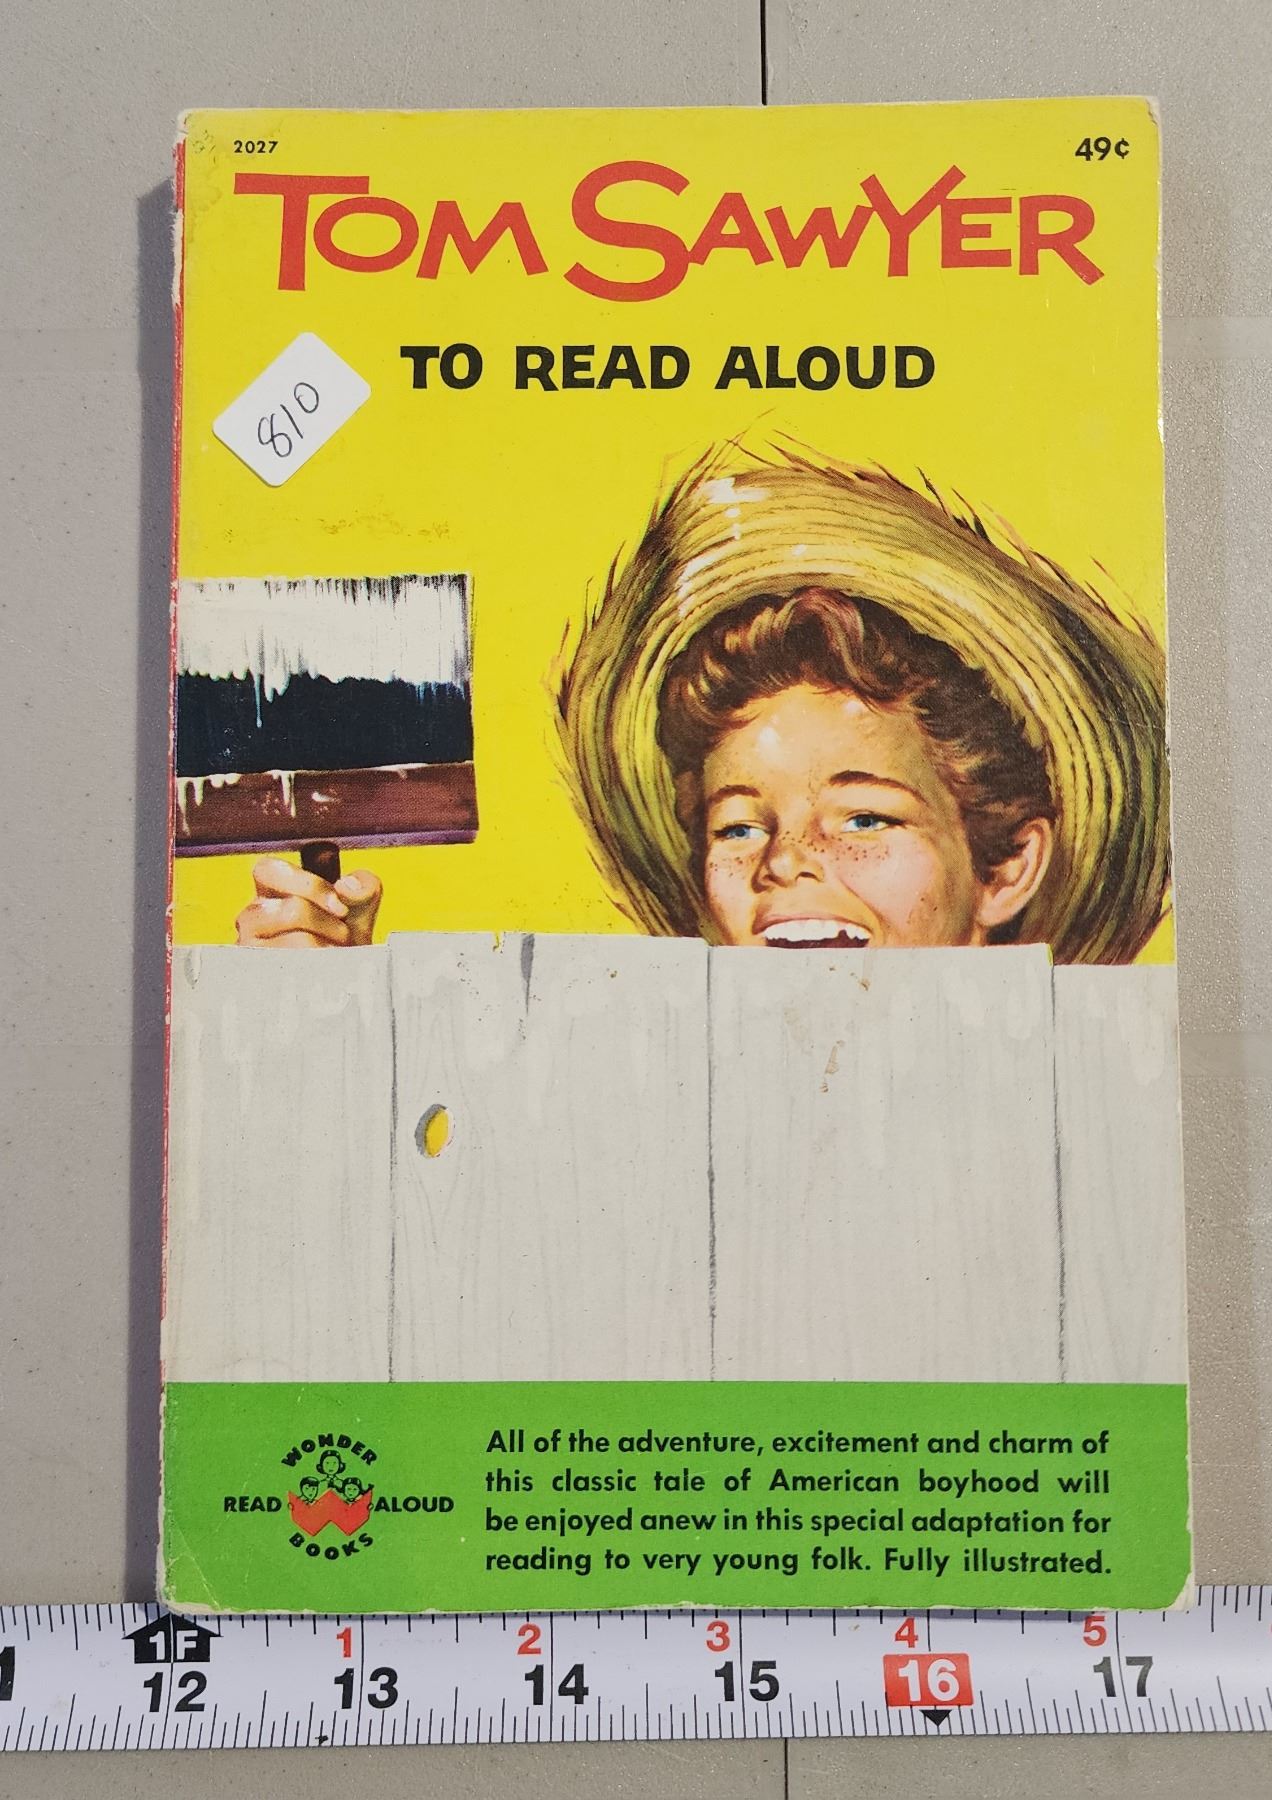 2027
49¢
TOM SAWYER
TO READ ALOUD
810
WONDER
READ ALOUD
BOOKS
All of the adventure, excitement and charm of
this classic tale of American boyhood will
be enjoyed anew in this special adaptation for
reading to very young folk. Fully illustrated.
1F 1 2 3 4 5
12 13 14 15 16 17